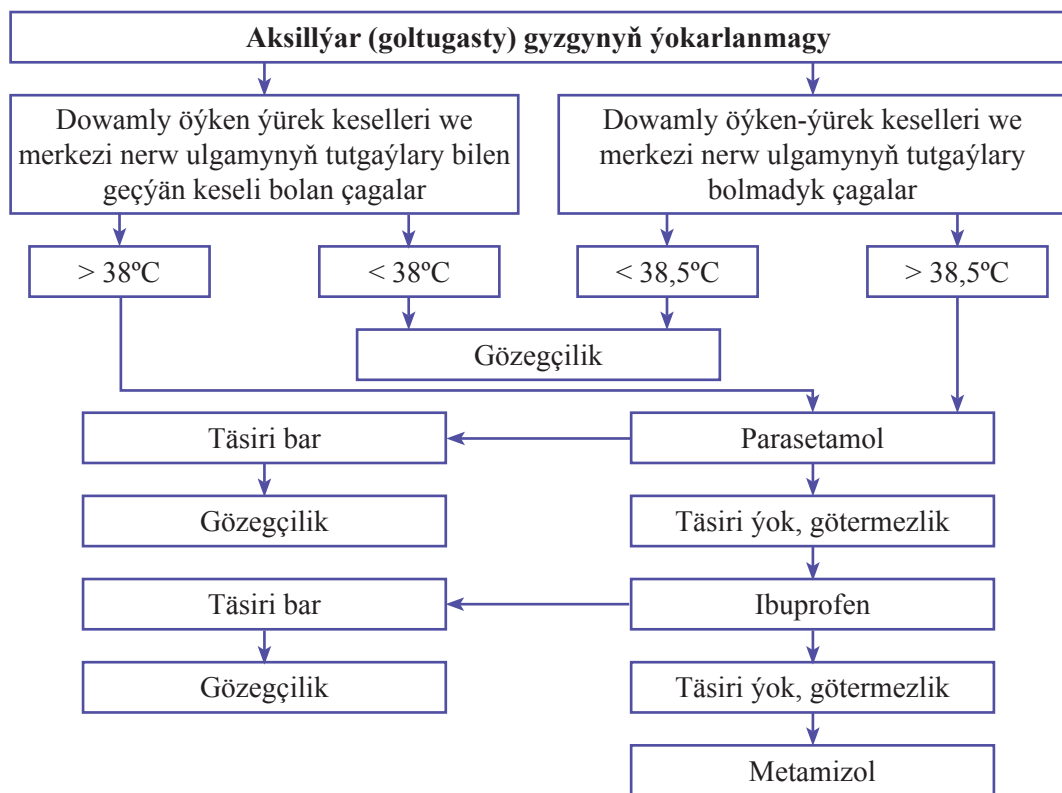 Aksillýar (goltugasty) gyzgynyň ýokarlanmagy
Dowamly öýken ýürek keselleri we
merkezi nerw ulgamynyň tutgaýlary bilen
geçýän keseli bolan çagalar
Dowamly öýken-ýürek keselleri we
merkezi nerw ulgamynyň tutgaýlary
bolmadyk çagalar
> 38ºC
< 38ºC
< 38,5ºC
> 38,5ºC
Gözegçilik
Täsiri bar
Parasetamol
Gözegçilik
Täsiri ýok, götermezlik
Täsiri bar
Ibuprofen
Gözegçilik
Täsiri ýok, götermezlik
Metamizol